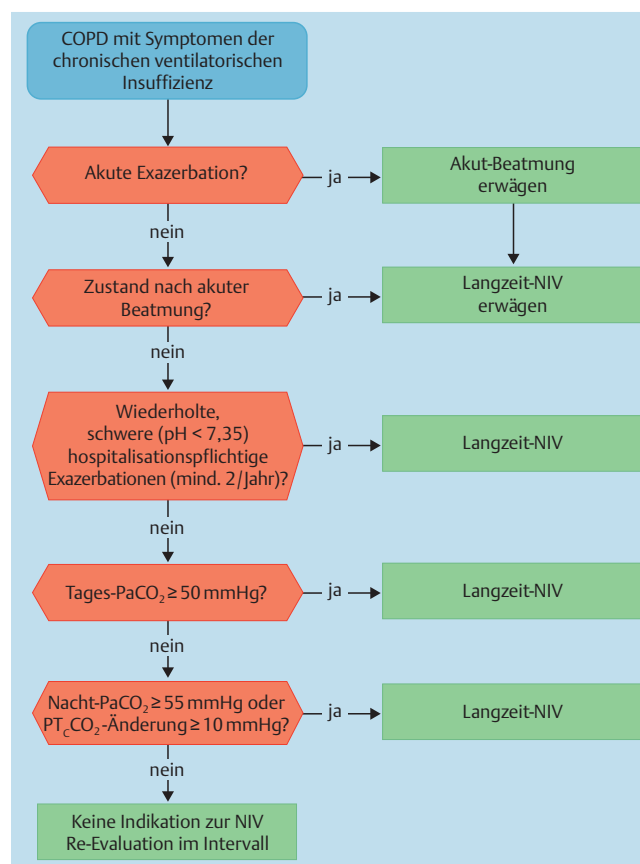 COPD mit Symptomen der
chronischen ventilatorischen
Insuffizienz
Akute Exazerbation?
ja
Akut-Beatmung
erwägen
nein
Zustand nach akuter
Beatmung?
ja
Langzeit-NIV
erwägen
nein
Wiederholte,
schwere (pH < 7,35)
hospitalisationspflichtige
Exazerbationen (mind. 2/Jahr)?
ja
Langzeit-NIV
nein
Tages-PaCO₂ ≥ 50 mmHg?
ja
Langzeit-NIV
nein
Nacht-PaCO₂ ≥ 55 mmHg oder
PTcCO₂-Änderung ≥ 10 mmHg?
ja
Langzeit-NIV
nein
Keine Indikation zur NIV
Re-Evaluation im Intervall